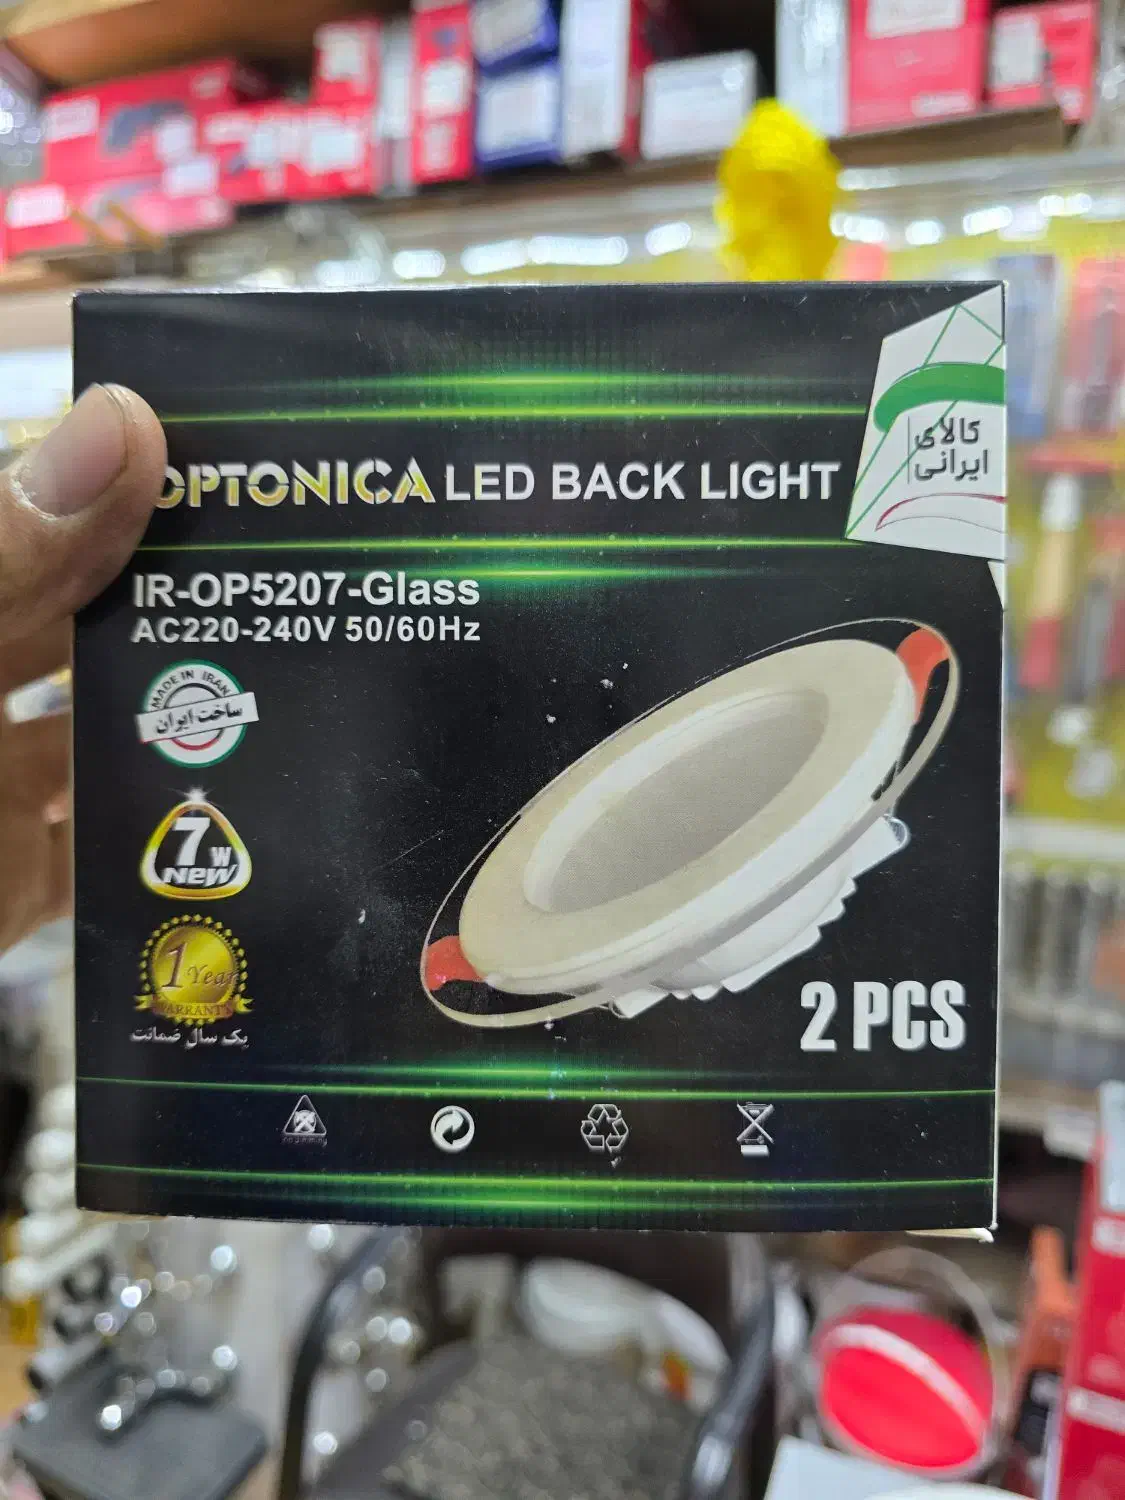 کالای
ایرانی
OPTONICA LED BACK LIGHT
IR-OP5207-Glass
AC220-240V 50/60Hz
MADE IN IRAN
ساخت ایران
7W
New
1 Year
WARRANTY
یک سال ضمانت
2 PCS